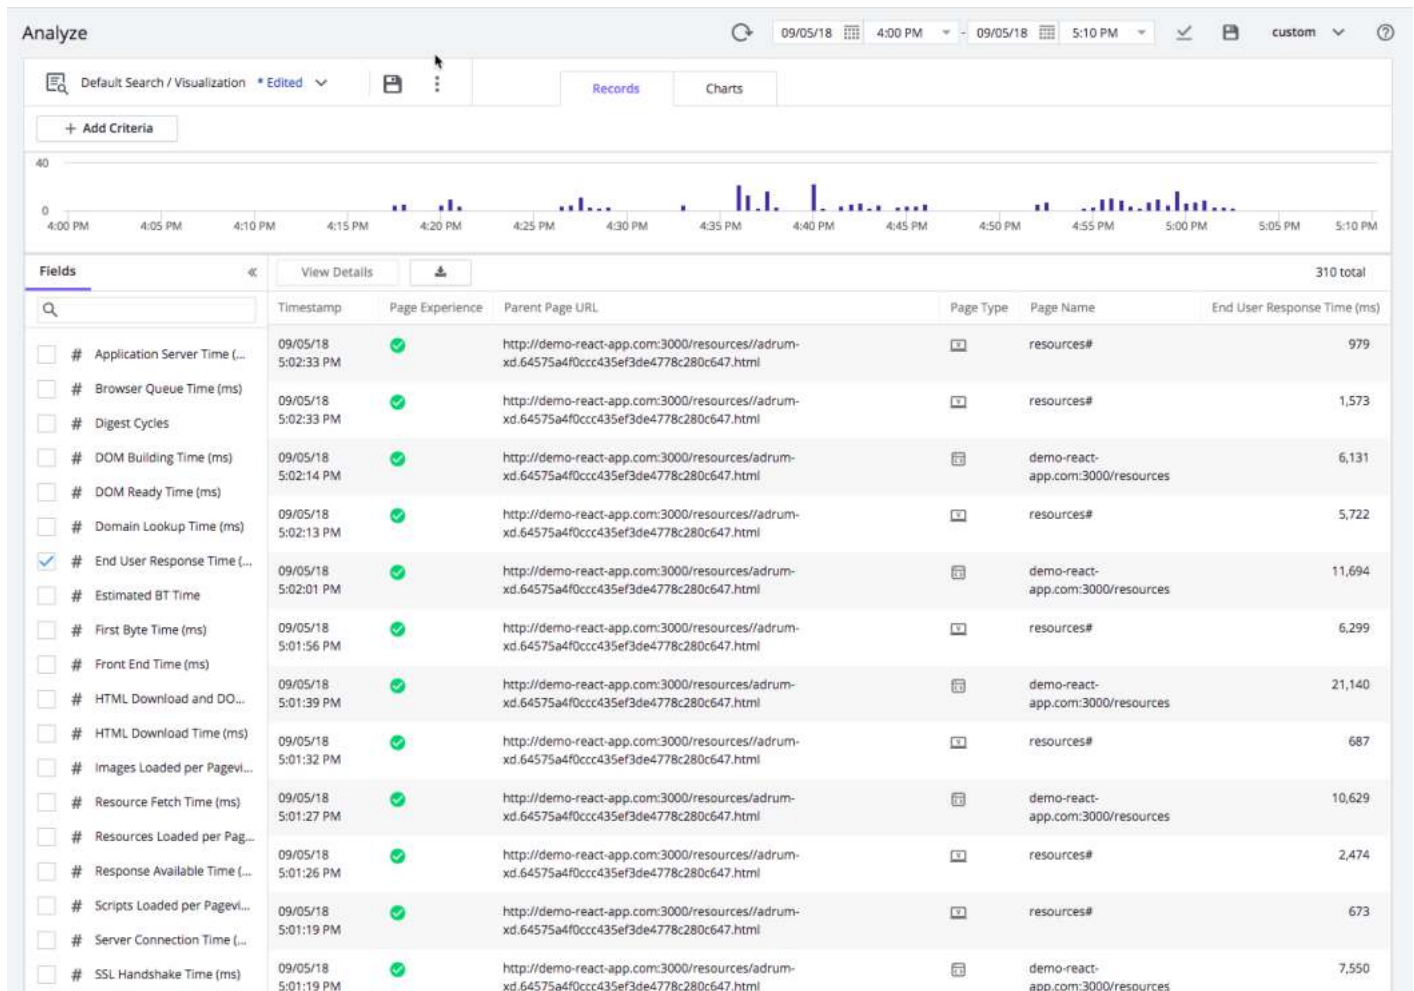 Analyze
09/05/18 4:00 PM - 09/05/18 5:10 PM custom
Default Search / Visualization * Edited
Records Charts
+ Add Criteria
40
0
4:00 PM 4:05 PM 4:10 PM 4:15 PM 4:20 PM 4:25 PM 4:30 PM 4:35 PM 4:40 PM 4:45 PM 4:50 PM 4:55 PM 5:00 PM 5:05 PM 5:10 PM
Fields «
View Details 310 total
Timestamp Page Experience Parent Page URL Page Type Page Name End User Response Time (ms)
# Application Server Time (...
# Browser Queue Time (ms)
# Digest Cycles
# DOM Building Time (ms)
# DOM Ready Time (ms)
# Domain Lookup Time (ms)
# End User Response Time (...
# Estimated BT Time
# First Byte Time (ms)
# Front End Time (ms)
# HTML Download and DO...
# HTML Download Time (ms)
# Images Loaded per Pagevi...
# Resource Fetch Time (ms)
# Resources Loaded per Pag...
# Response Available Time (...
# Scripts Loaded per Pagevi...
# Server Connection Time (...
# SSL Handshake Time (ms)
09/05/18 http://demo-react-app.com:3000/resources//adrum- resources# 979
5:02:33 PM xd.64575a4f0ccc435ef3de4778c280c647.html
09/05/18 http://demo-react-app.com:3000/resources//adrum- resources# 1,573
5:02:33 PM xd.64575a4f0ccc435ef3de4778c280c647.html
09/05/18 http://demo-react-app.com:3000/resources/adrum- demo-react- 6,131
5:02:14 PM xd.64575a4f0ccc435ef3de4778c280c647.html app.com:3000/resources
09/05/18 http://demo-react-app.com:3000/resources//adrum- resources# 5,722
5:02:13 PM xd.64575a4f0ccc435ef3de4778c280c647.html
09/05/18 http://demo-react-app.com:3000/resources/adrum- demo-react- 11,694
5:02:01 PM xd.64575a4f0ccc435ef3de4778c280c647.html app.com:3000/resources
09/05/18 http://demo-react-app.com:3000/resources//adrum- resources# 6,299
5:01:56 PM xd.64575a4f0ccc435ef3de4778c280c647.html
09/05/18 http://demo-react-app.com:3000/resources/adrum- demo-react- 21,140
5:01:39 PM xd.64575a4f0ccc435ef3de4778c280c647.html app.com:3000/resources
09/05/18 http://demo-react-app.com:3000/resources//adrum- resources# 687
5:01:32 PM xd.64575a4f0ccc435ef3de4778c280c647.html
09/05/18 http://demo-react-app.com:3000/resources/adrum- demo-react- 10,629
5:01:27 PM xd.64575a4f0ccc435ef3de4778c280c647.html app.com:3000/resources
09/05/18 http://demo-react-app.com:3000/resources//adrum- resources# 2,474
5:01:26 PM xd.64575a4f0ccc435ef3de4778c280c647.html
09/05/18 http://demo-react-app.com:3000/resources//adrum- resources# 673
5:01:19 PM xd.64575a4f0ccc435ef3de4778c280c647.html
09/05/18 http://demo-react-app.com:3000/resources/adrum- demo-react- 7,550
5:01:19 PM xd.64575a4f0ccc435ef3de4778c280c647.html app.com:3000/resources